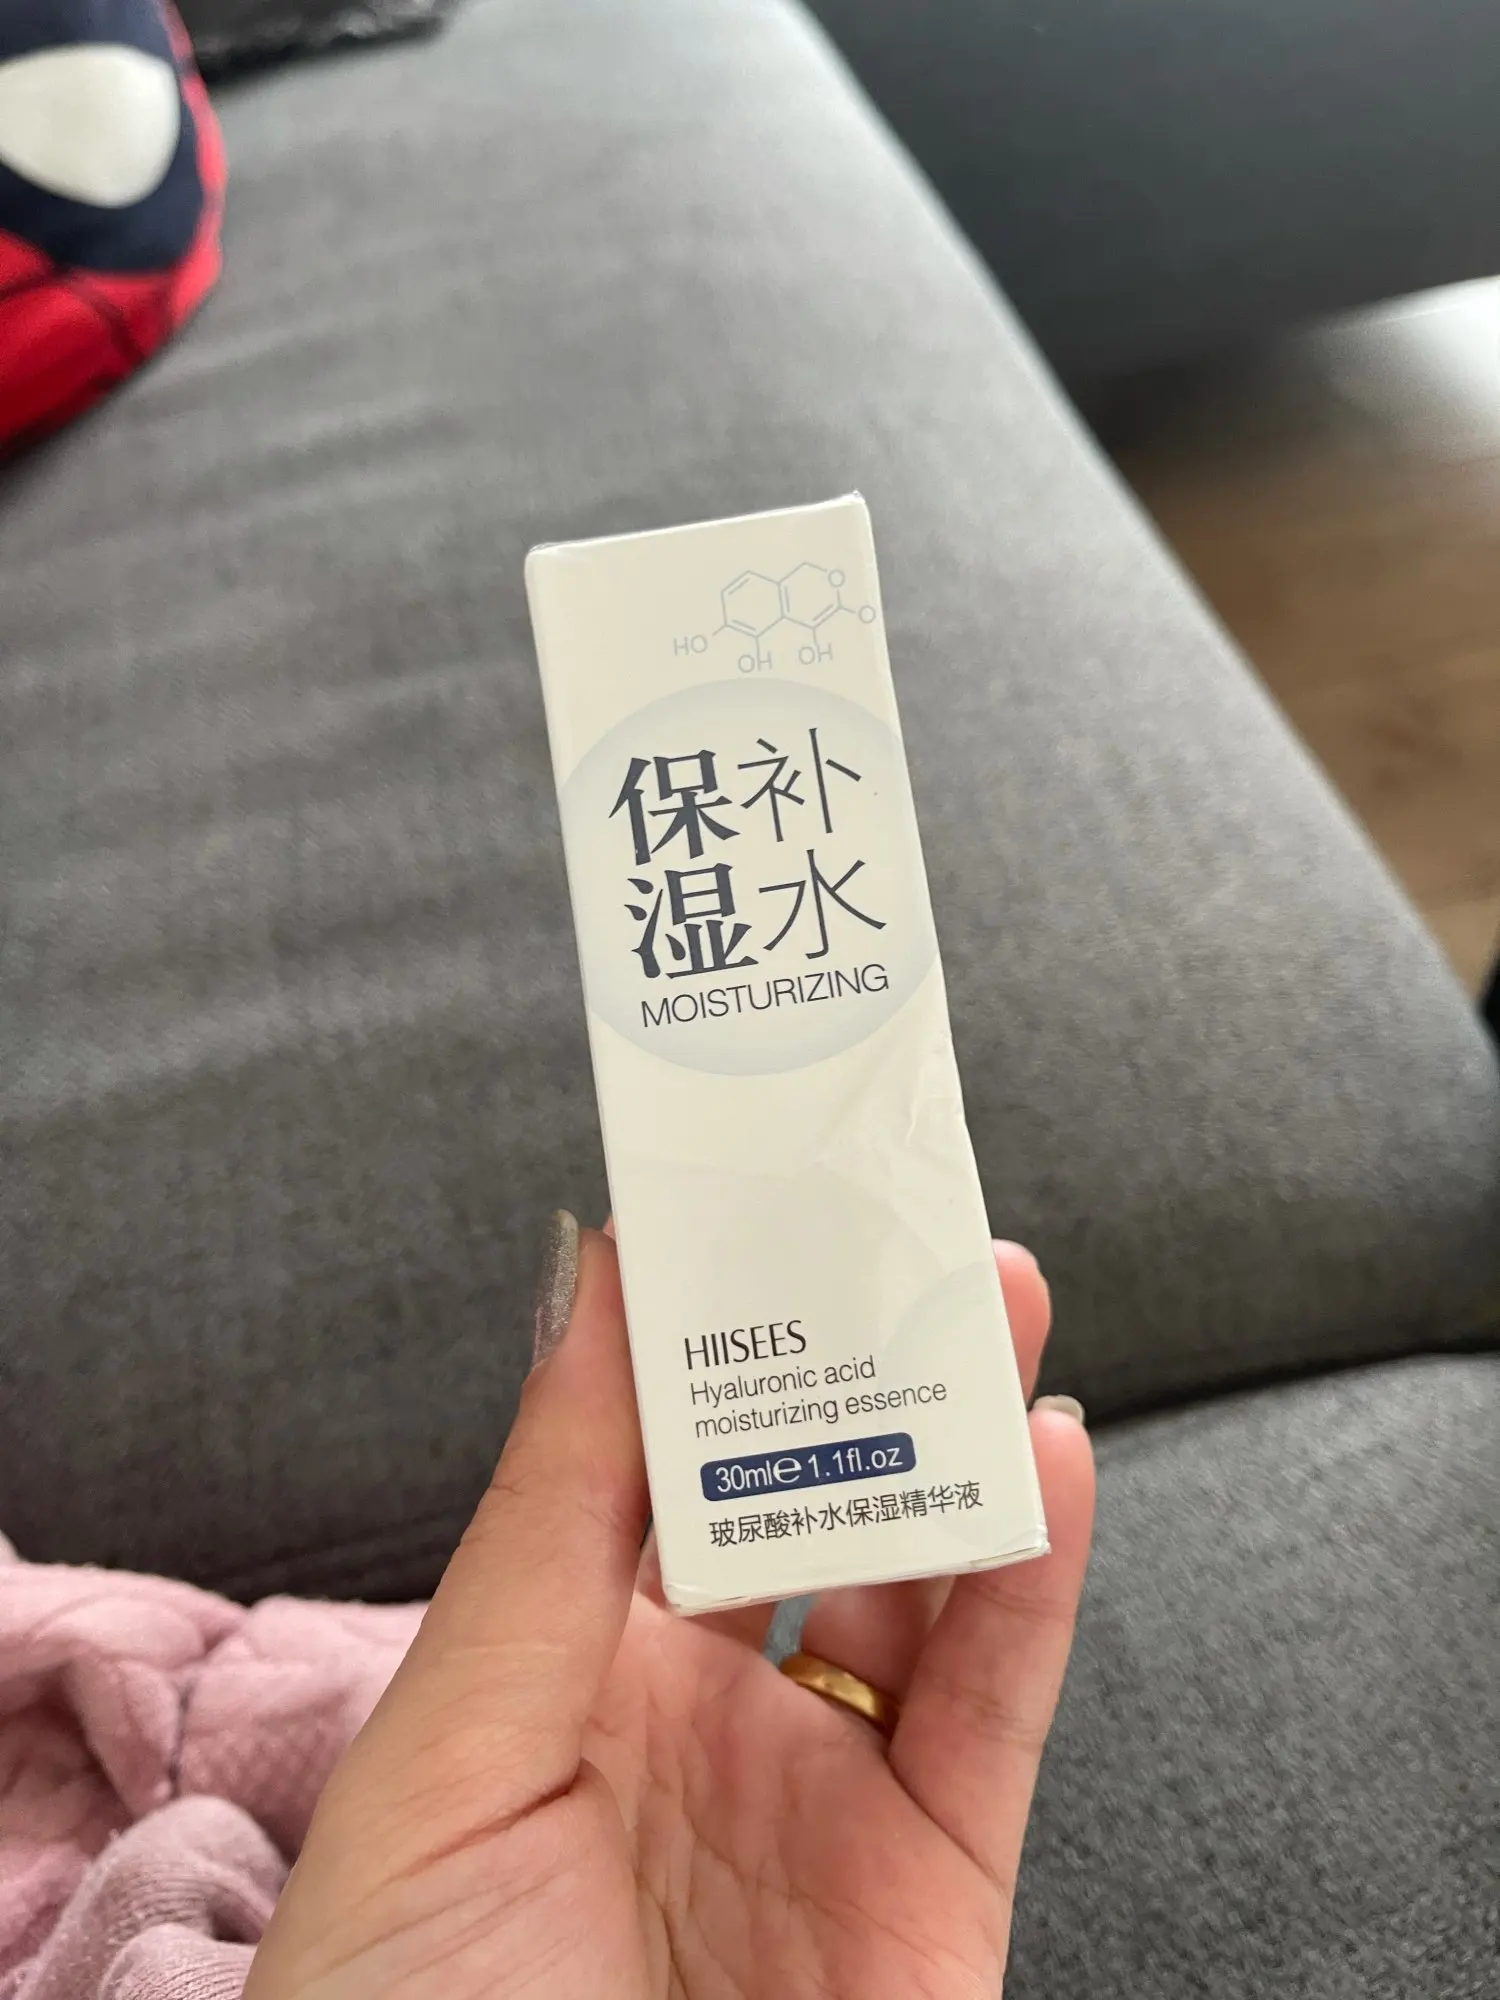 HO
OH
OH
O
O
保补
湿水
MOISTURIZING
HIISEES
Hyaluronic acid
moisturizing essence
30ml℮1.1fl.oz
玻尿酸补水保湿精华液